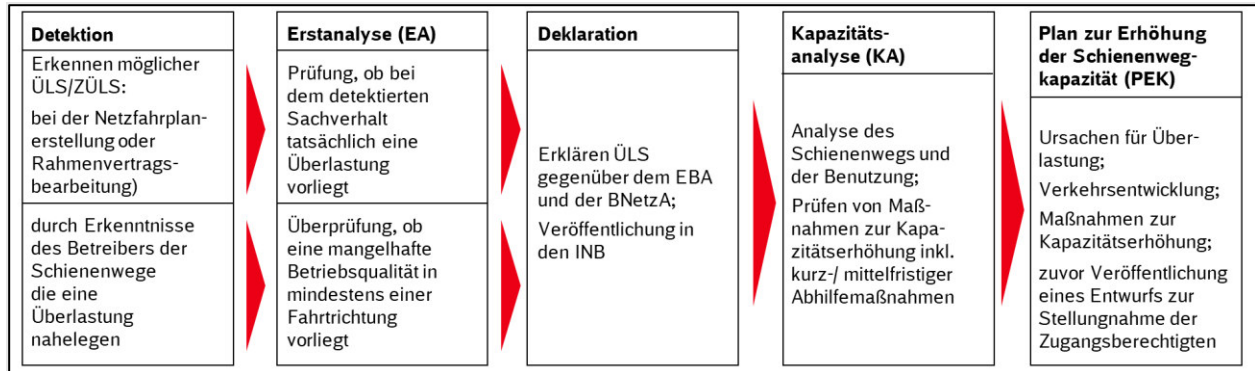 Detektion
Erkennen möglicher
ÜLS/ZÜLS:
bei der Netzfahrplan-
erstellung oder
Rahmenvertrags-
bearbeitung)
durch Erkenntnisse
des Betreibers der
Schienenwege
die eine
Überlastung
nahelegen
Erstanalyse (EA)
Prüfung, ob bei
dem detektierten
Sachverhalt
tatsächlich eine
Überlastung
vorliegt
Überprüfung, ob
eine mangelhafte
Betriebsqualität in
mindestens einer
Fahrtrichtung
vorliegt
Deklaration
Erklären ÜLS
gegenüber dem EBA
und der BNetzA;
Veröffentlichung in
den INB
Kapazitäts-
analyse (KA)
Analyse des
Schienenwegs und
der Benutzung;
Prüfen von Maß-
nahmen zur Kapa-
zitätserhöhung inkl.
kurz-/ mittelfristiger
Abhilfemaßnahmen
Plan zur Erhöhung
der Schienenweg-
kapazität (PEK)
Ursachen für Über-
lastung;
Verkehrsentwicklung;
Maßnahmen zur
Kapazitätserhöhung;
zuvor Veröffentlichung
eines Entwurfs zur
Stellungnahme der
Zugangsberechtigten